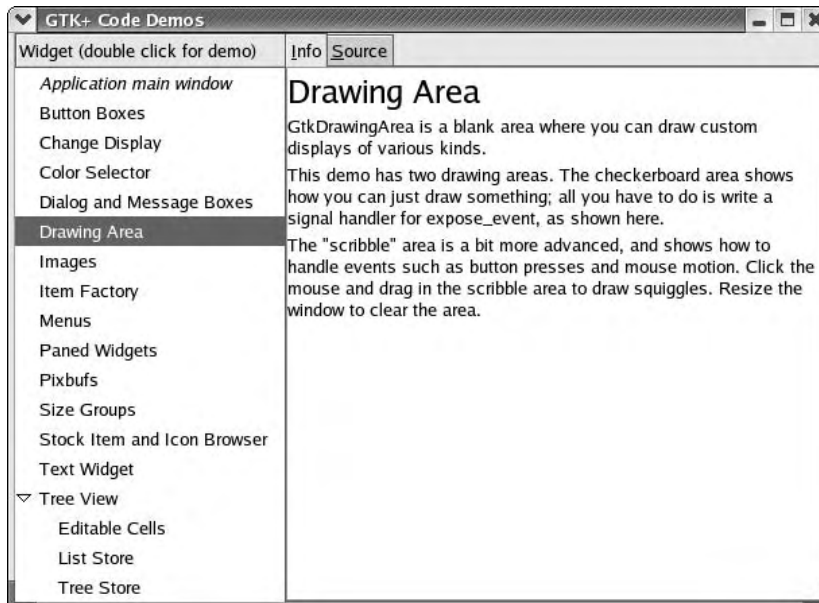 GTK+ Code Demos
Widget (double click for demo)
Application main window
Button Boxes
Change Display
Color Selector
Dialog and Message Boxes
Drawing Area
Images
Item Factory
Menus
Paned Widgets
Pixbufs
Size Groups
Stock Item and Icon Browser
Text Widget
Tree View
Editable Cells
List Store
Tree Store
Info Source
Drawing Area
GtkDrawingArea is a blank area where you can draw custom
displays of various kinds.
This demo has two drawing areas. The checkerboard area shows
how you can just draw something; all you have to do is write a
signal handler for expose_event, as shown here.
The "scribble" area is a bit more advanced, and shows how to
handle events such as button presses and mouse motion. Click the
mouse and drag in the scribble area to draw squiggles. Resize the
window to clear the area.